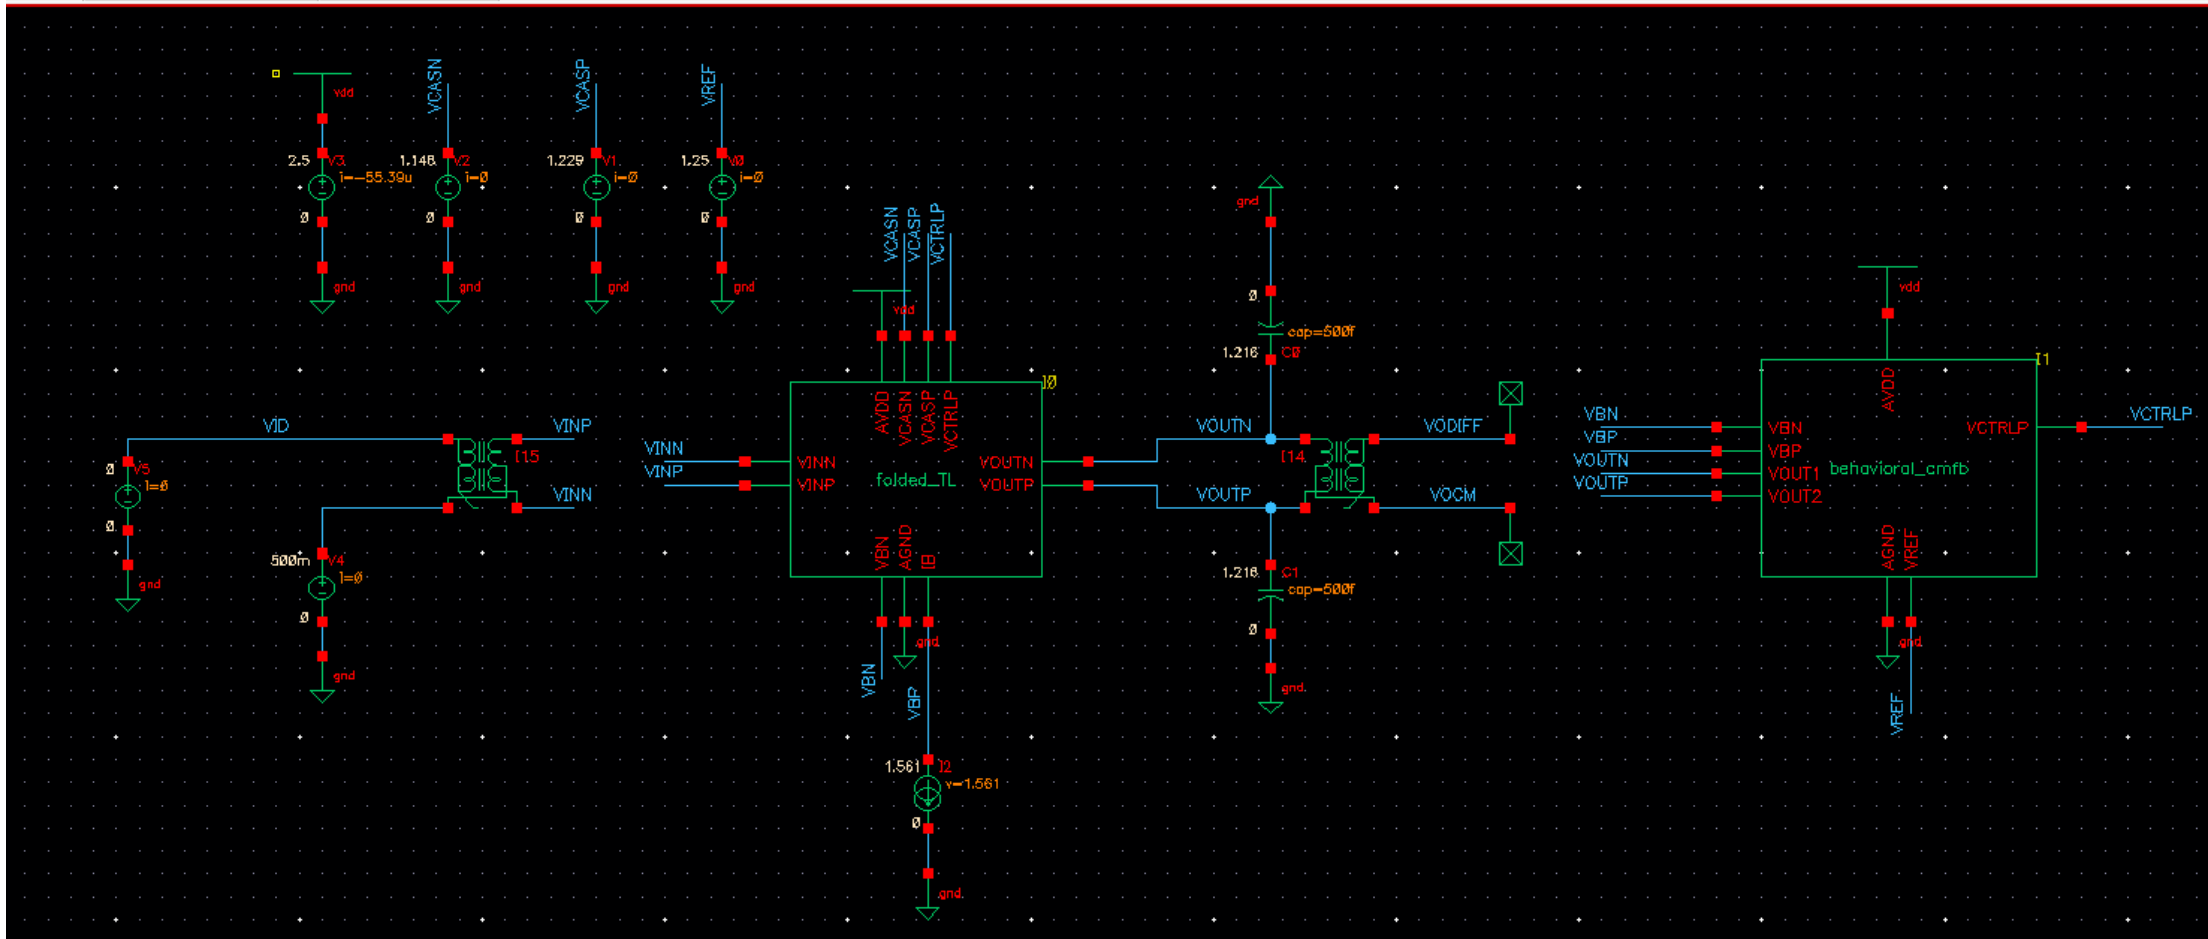 vdd
VCASN
VCASP
VREF
2.5 V3
i=-55.39u
0
gnd
1.148 V2
i=0
0
gnd
1.229 V1
i=0
0
gnd
1.25 V0
i=0
0
gnd
VID
0 V5
I=0
0
gnd
500m V4
I=0
0
gnd
I15
VINP
VINN
VINN
VINP
VCASN
VCASP
VCTRLP
vdd
I0
AVDD
VCASN
VCASP
VCTRLP
VINN
VINP
folded_TL
VOUTN
VOUTP
VBN
AGND
IB
gnd
VBN
VBP
1.561 I2
v=1.561
0
gnd
gnd
0
cap=500f
1.216 C0
VOUTN
VOUTP
I14
VODIFF
VOCM
1.216 C1
cap=500f
0
gnd
vdd
I1
VBN
VBP
VOUTN
VOUTP
AVDD
VBN
VBP
VOUT1
VOUT2
behavioral_cmfb
VCTRLP
VCTRLP
AGND
VREF
gnd
VREF